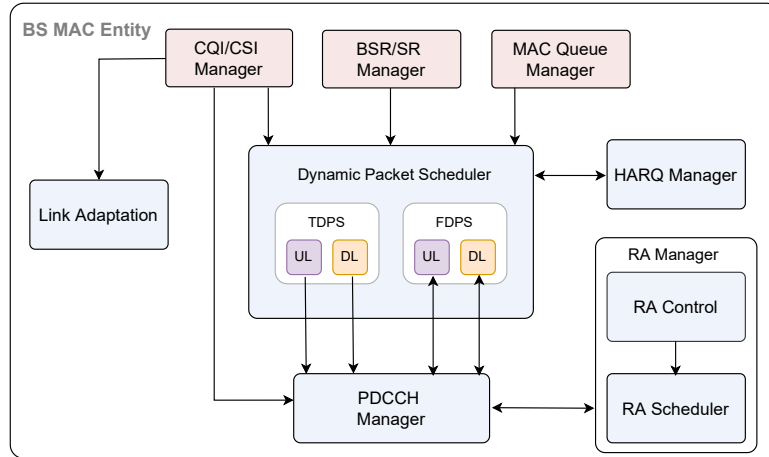 BS MAC Entity
CQI/CSI
Manager
BSR/SR
Manager
MAC Queue
Manager
Dynamic Packet Scheduler
HARQ Manager
Link Adaptation
TDPS
UL
DL
FDPS
UL
DL
RA Manager
RA Control
RA Scheduler
PDCCH
Manager